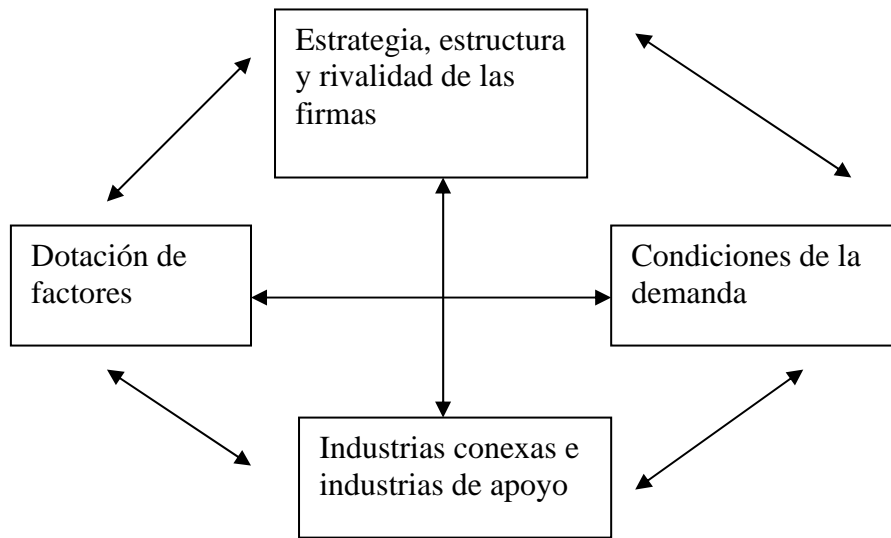 Estrategia, estructura
y rivalidad de las
firmas
Dotación de
factores
Condiciones de la
demanda
Industrias conexas e
industrias de apoyo